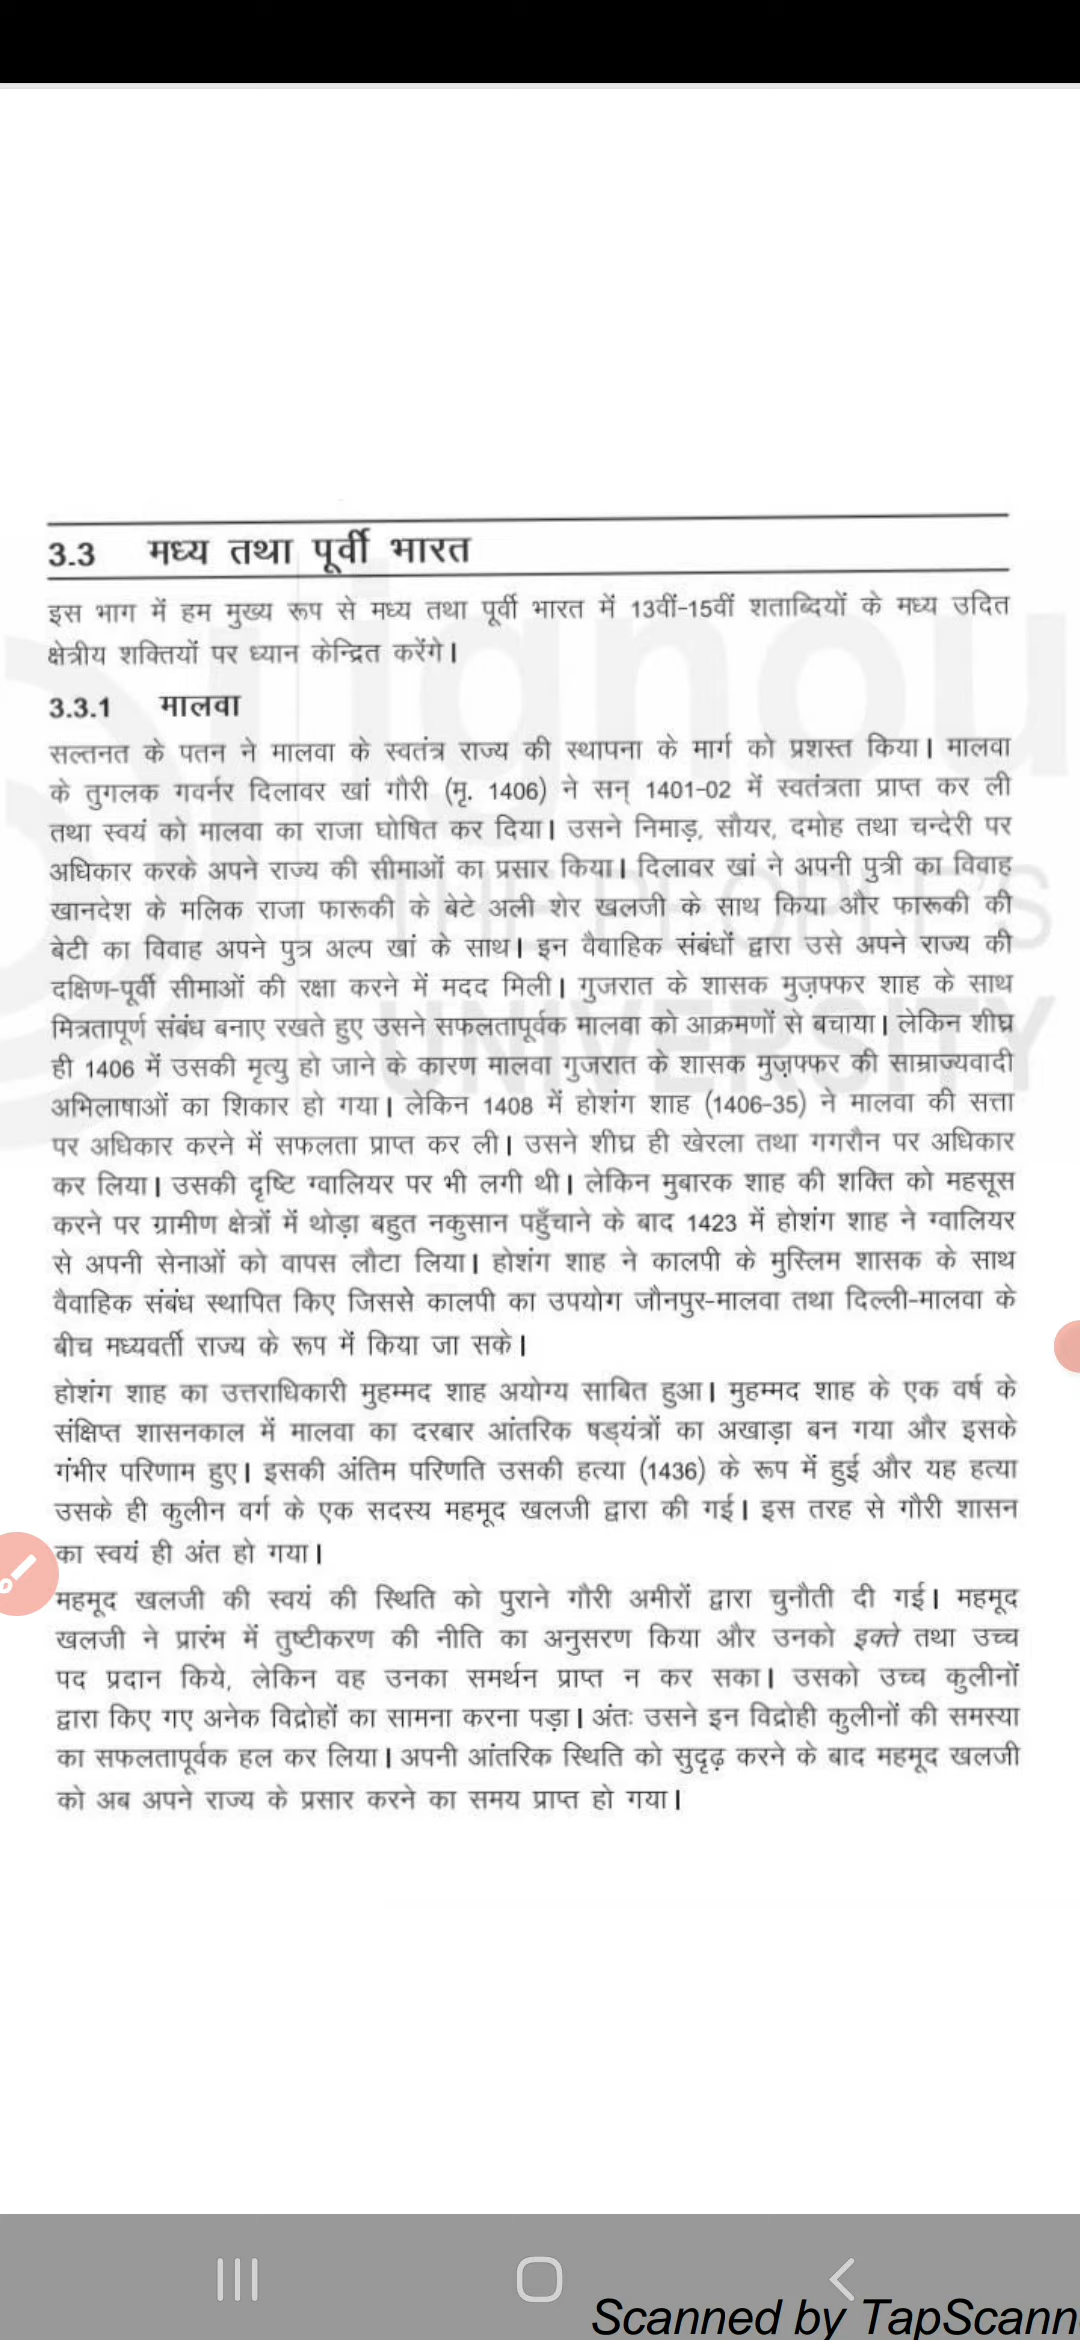 3.3 मध्य तथा पूर्वी भारत
इस भाग में हम मुख्य रूप से मध्य तथा पूर्वी भारत में 13वीं-15वीं शताब्दियों के मध्य उदित
क्षेत्रीय शक्तियों पर ध्यान केन्द्रित करेंगे।
3.3.1 मालवा
सल्तनत के पतन ने मालवा के स्वतंत्र राज्य की स्थापना के मार्ग को प्रशस्त किया। मालवा
के तुगलक गवर्नर दिलावर खां गौरी (मृ. 1406) ने सन् 1401-02 में स्वतंत्रता प्राप्त कर ली
तथा स्वयं को मालवा का राजा घोषित कर दिया। उसने निमाड़, सौयर, दमोह तथा चन्देरी पर
अधिकार करके अपने राज्य की सीमाओं का प्रसार किया। दिलावर खां ने अपनी पुत्री का विवाह
खानदेश के मलिक राजा फारूकी के बेटे अली शेर खलजी के साथ किया और फारूकी की
बेटी का विवाह अपने पुत्र अल्प खां के साथ। इन वैवाहिक संबंधों द्वारा उसे अपने राज्य की
दक्षिण-पूर्वी सीमाओं की रक्षा करने में मदद मिली। गुजरात के शासक मुज़फ्फर शाह के साथ
मित्रतापूर्ण संबंध बनाए रखते हुए उसने सफलतापूर्वक मालवा को आक्रमणों से बचाया। लेकिन शीघ्र
ही 1406 में उसकी मृत्यु हो जाने के कारण मालवा गुजरात के शासक मुज़फ्फर की साम्राज्यवादी
अभिलाषाओं का शिकार हो गया। लेकिन 1408 में होशंग शाह (1406-35) ने मालवा की सत्ता
पर अधिकार करने में सफलता प्राप्त कर ली। उसने शीघ्र ही खेरला तथा गगरौन पर अधिकार
कर लिया। उसकी दृष्टि ग्वालियर पर भी लगी थी। लेकिन मुबारक शाह की शक्ति को महसूस
करने पर ग्रामीण क्षेत्रों में थोड़ा बहुत नकुसान पहुँचाने के बाद 1423 में होशंग शाह ने ग्वालियर
से अपनी सेनाओं को वापस लौटा लिया। होशंग शाह ने कालपी के मुस्लिम शासक के साथ
वैवाहिक संबंध स्थापित किए जिससे कालपी का उपयोग जौनपुर-मालवा तथा दिल्ली-मालवा के
बीच मध्यवर्ती राज्य के रूप में किया जा सके।
होशंग शाह का उत्तराधिकारी मुहम्मद शाह अयोग्य साबित हुआ। मुहम्मद शाह के एक वर्ष के
संक्षिप्त शासनकाल में मालवा का दरबार आंतरिक षड्यंत्रों का अखाड़ा बन गया और इसके
गंभीर परिणाम हुए। इसकी अंतिम परिणति उसकी हत्या (1436) के रूप में हुई और यह हत्या
उसके ही कुलीन वर्ग के एक सदस्य महमूद खलजी द्वारा की गई। इस तरह से गौरी शासन
का स्वयं ही अंत हो गया।
महमूद खलजी की स्वयं की स्थिति को पुराने गौरी अमीरों द्वारा चुनौती दी गई। महमूद
खलजी ने प्रारंभ में तुष्टीकरण की नीति का अनुसरण किया और उनको इक्ते तथा उच्च
पद प्रदान किये, लेकिन वह उनका समर्थन प्राप्त न कर सका। उसको उच्च कुलीनों
द्वारा किए गए अनेक विद्रोहों का सामना करना पड़ा। अंतः उसने इन विद्रोही कुलीनों की समस्या
का सफलतापूर्वक हल कर लिया। अपनी आंतरिक स्थिति को सुदृढ़ करने के बाद महमूद खलजी
को अब अपने राज्य के प्रसार करने का समय प्राप्त हो गया।
ignou
THE PEOPLE'S
UNIVERSITY
Scanned by TapScann